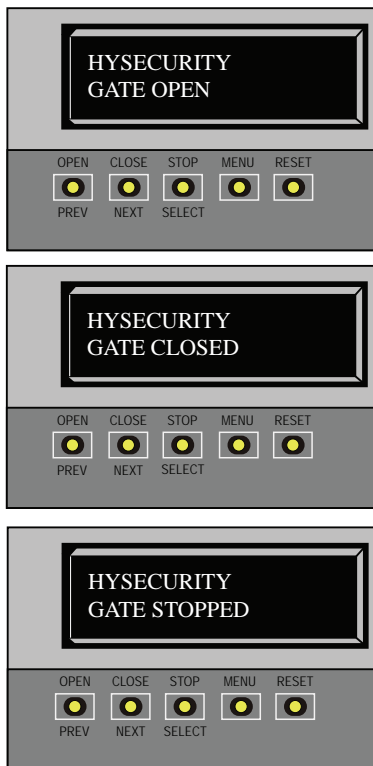 HYSECURITY
GATE OPEN
OPEN CLOSE STOP MENU RESET
PREV NEXT SELECT
HYSECURITY
GATE CLOSED
OPEN CLOSE STOP MENU RESET
PREV NEXT SELECT
HYSECURITY
GATE STOPPED
OPEN CLOSE STOP MENU RESET
PREV NEXT SELECT